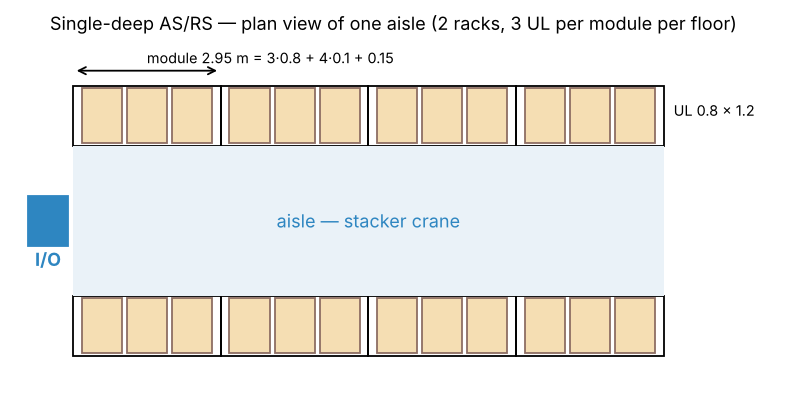 Single-deep AS/RS — plan view of one aisle (2 racks, 3 UL per module per floor)
module 2.95 m = 3·0.8 + 4·0.1 + 0.15
UL 0.8 × 1.2
aisle — stacker crane
I/O